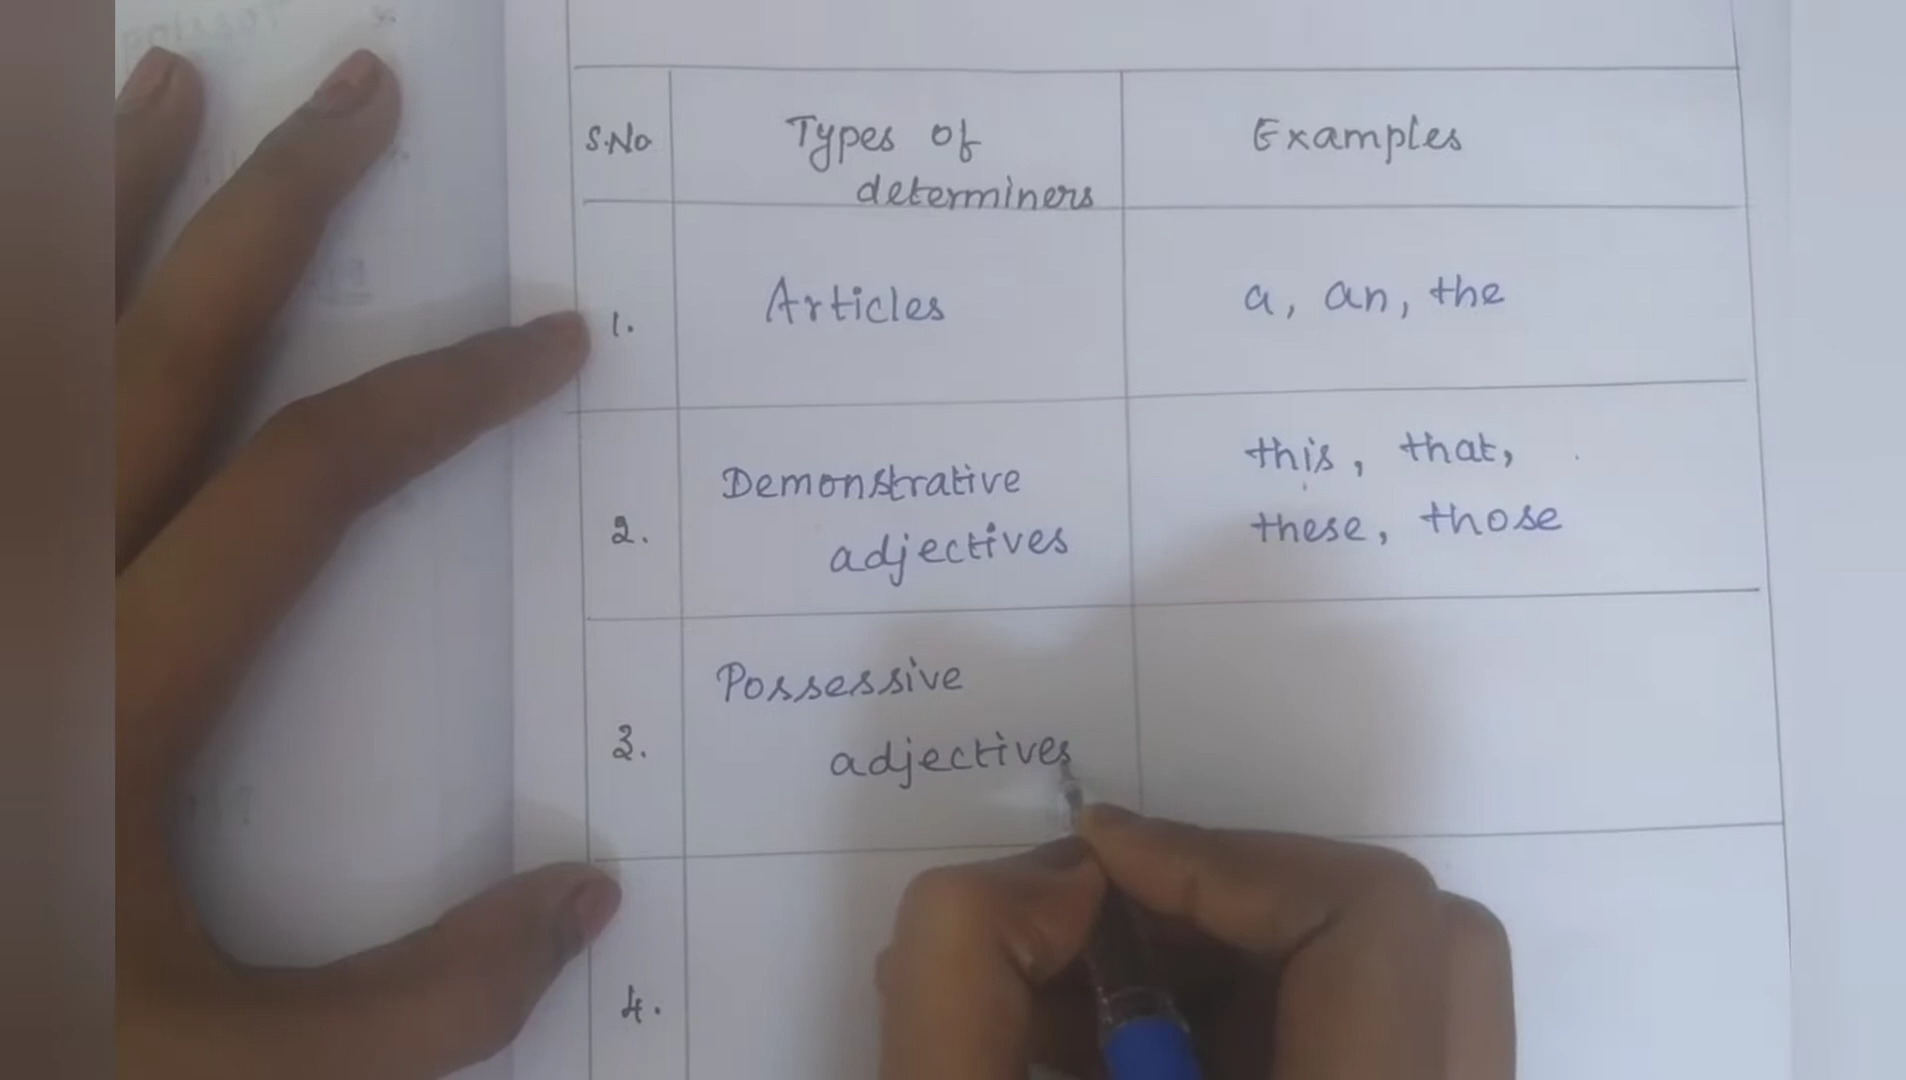 S.No Types of Examples
determiners
1. Articles a, an, the
this, that,
Demonstrative
2. adjectives these, those
Possessive
3. adjectives
4.